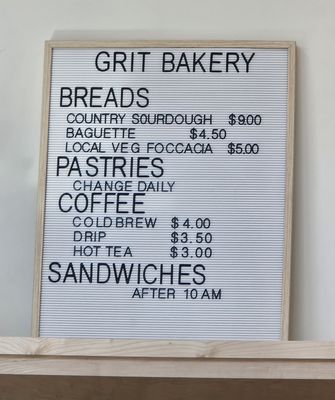 GRIT BAKERY
BREADS
COUNTRY SOURDOUGH $9.00
BAGUETTE $4.50
LOCAL VEG FOCCACIA $5.00
PASTRIES
CHANGE DAILY
COFFEE
COLD BREW $4.00
DRIP $3.50
HOT TEA $3.00
SANDWICHES
AFTER 10 AM